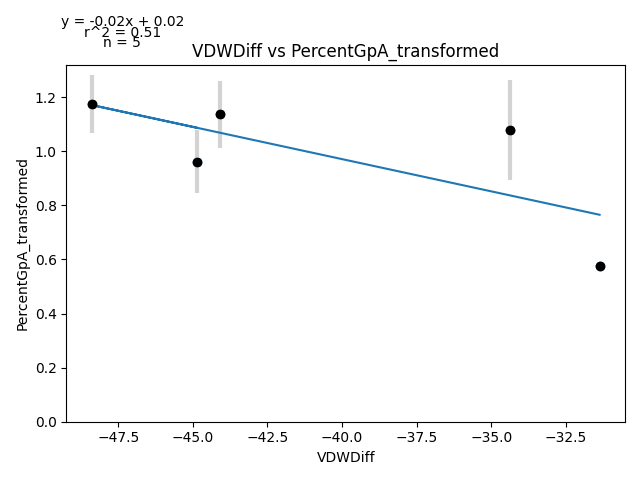 y = -0.02x + 0.02
r^2 = 0.51
n = 5
VDWDiff vs PercentGpA_transformed
PercentGpA_transformed
1.2
1.0
0.8
0.6
0.4
0.2
0.0
−47.5 −45.0 −42.5 −40.0 −37.5 −35.0 −32.5
VDWDiff